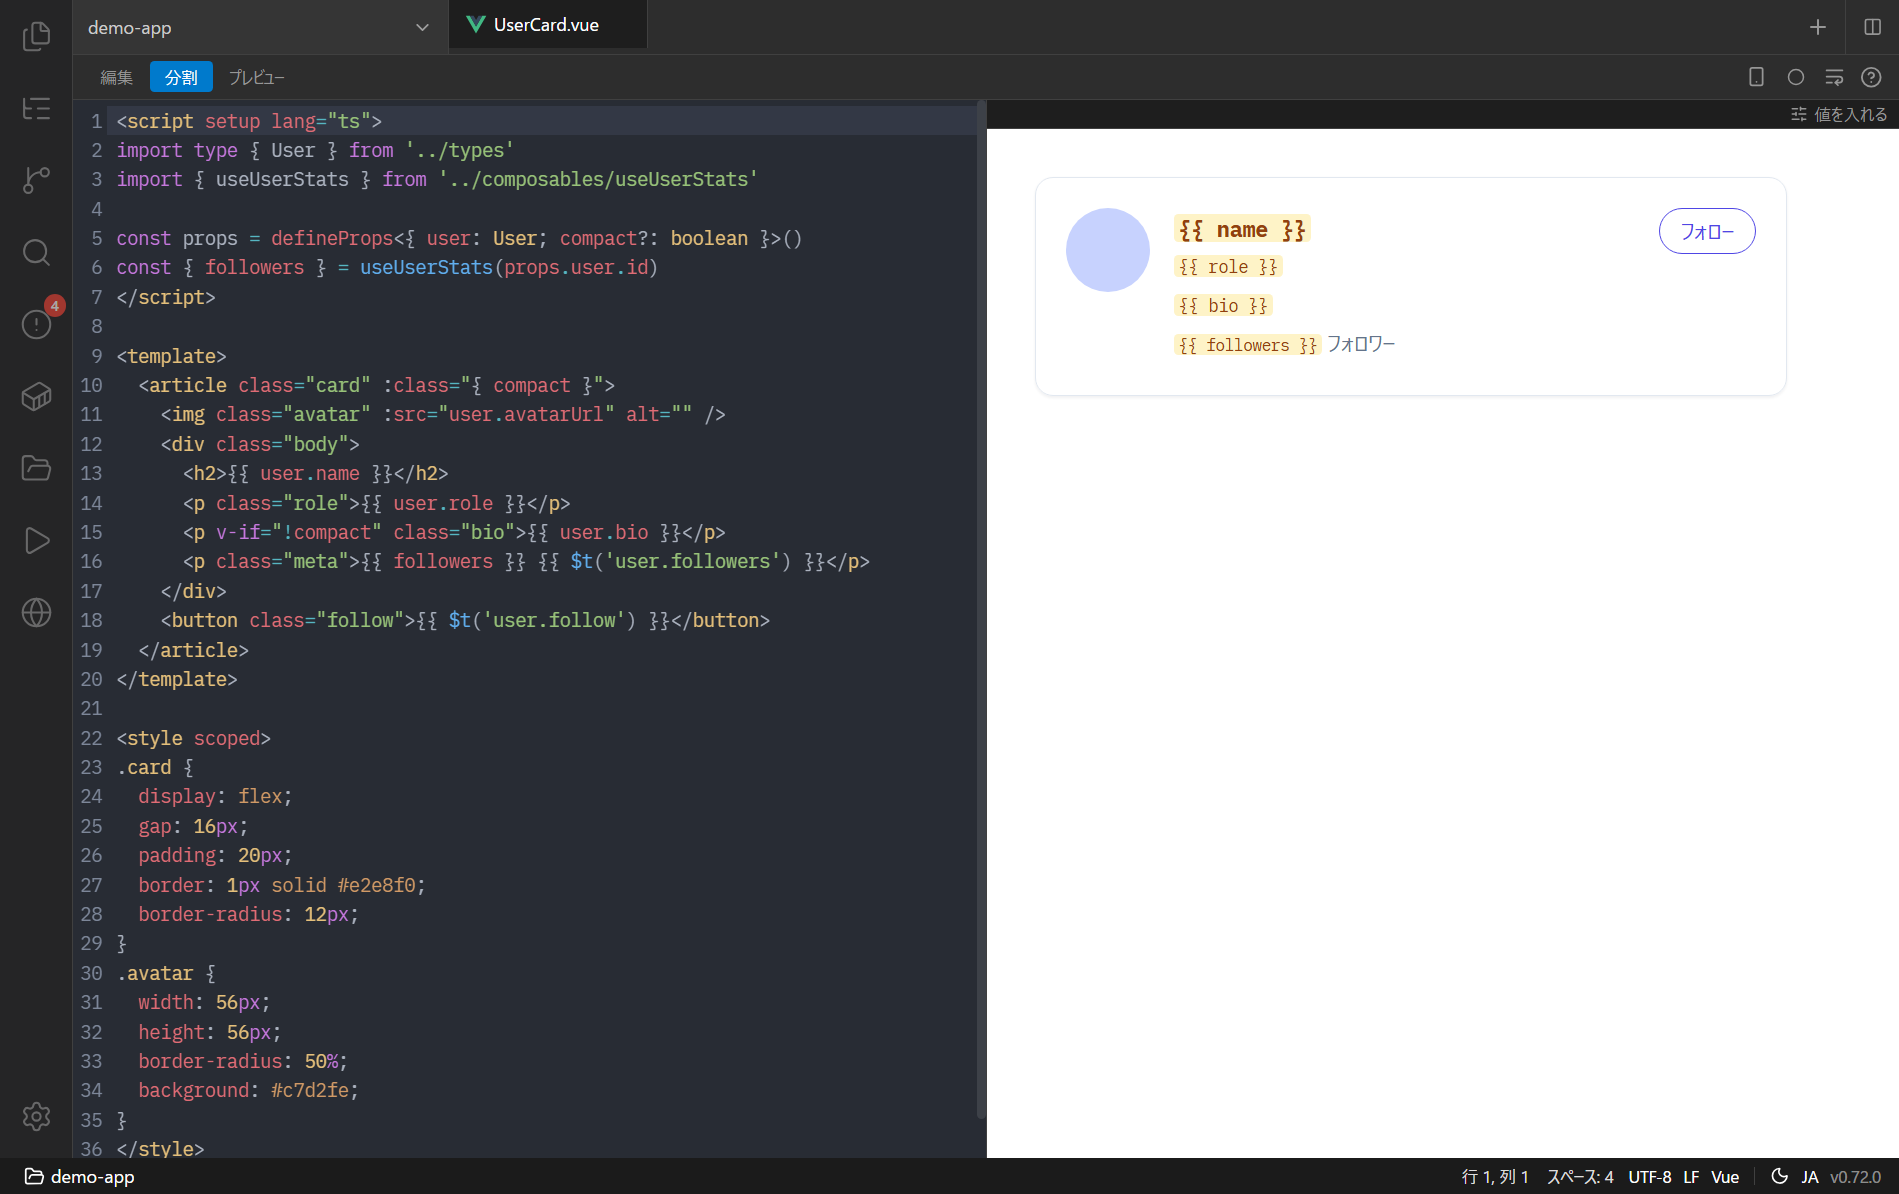 demo-app
UserCard.vue
編集
分割
プレビュー
値を入れる
4
1 <script setup lang="ts">
2 import type { User } from '../types'
3 import { useUserStats } from '../composables/useUserStats'
4
5 const props = defineProps<{ user: User; compact?: boolean }>()
6 const { followers } = useUserStats(props.user.id)
7 </script>
8
9 <template>
10 <article class="card" :class="{ compact }">
11 <img class="avatar" :src="user.avatarUrl" alt="" />
12 <div class="body">
13 <h2>{{ user.name }}</h2>
14 <p class="role">{{ user.role }}</p>
15 <p v-if="!compact" class="bio">{{ user.bio }}</p>
16 <p class="meta">{{ followers }} {{ $t('user.followers') }}</p>
17 </div>
18 <button class="follow">{{ $t('user.follow') }}</button>
19 </article>
20 </template>
21
22 <style scoped>
23 .card {
24 display: flex;
25 gap: 16px;
26 padding: 20px;
27 border: 1px solid #e2e8f0;
28 border-radius: 12px;
29 }
30 .avatar {
31 width: 56px;
32 height: 56px;
33 border-radius: 50%;
34 background: #c7d2fe;
35 }
36 </style>
{{ name }}
{{ role }}
{{ bio }}
{{ followers }} フォロワー
フォロー
demo-app
行 1, 列 1
スペース: 4
UTF-8
LF
Vue
JA
v0.72.0